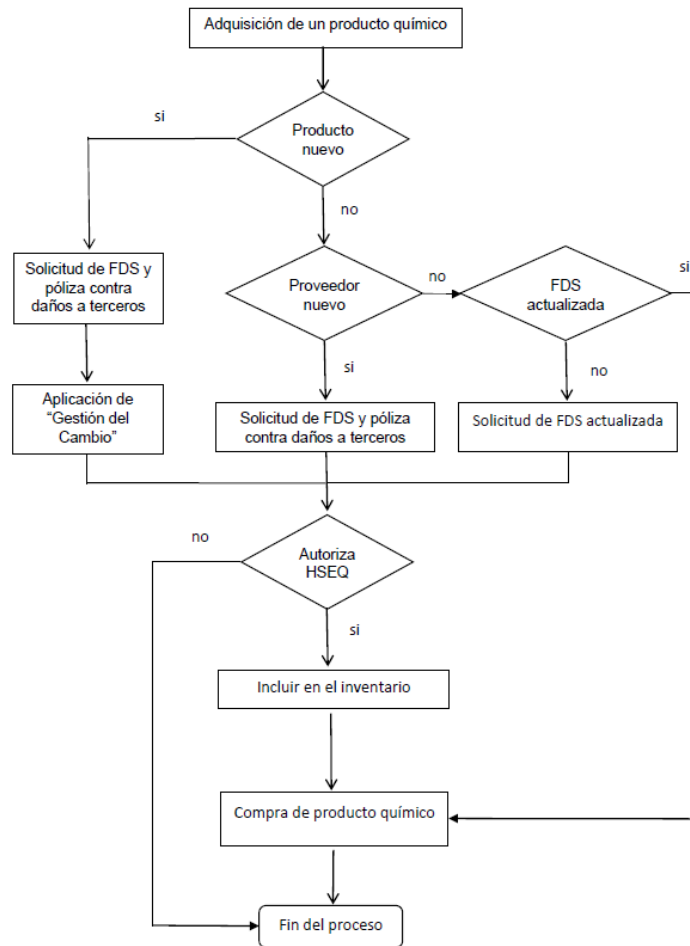 Adquisición de un producto químico
si
Producto
nuevo
no
Solicitud de FDS y
póliza contra
daños a terceros
Proveedor
nuevo
no
FDS
actualizada
si
si
no
Aplicación de
“Gestión del
Cambio”
Solicitud de FDS y póliza
contra daños a terceros
Solicitud de FDS actualizada
no
Autoriza
HSEQ
si
Incluir en el inventario
Compra de producto químico
Fin del proceso